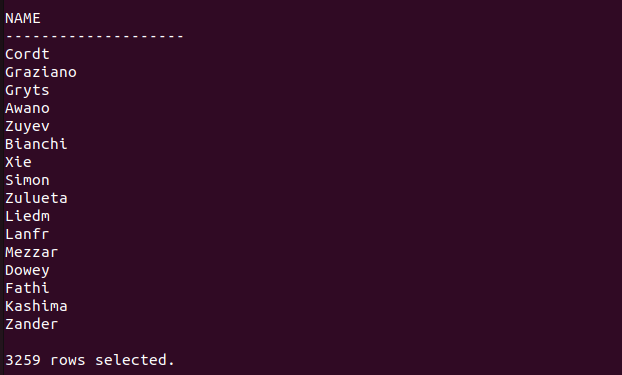 NAME
--------------------
Cordt
Graziano
Gryts
Awano
Zuyev
Bianchi
Xie
Simon
Zulueta
Liedm
Lanfr
Mezzar
Dowey
Fathi
Kashima
Zander
3259 rows selected.